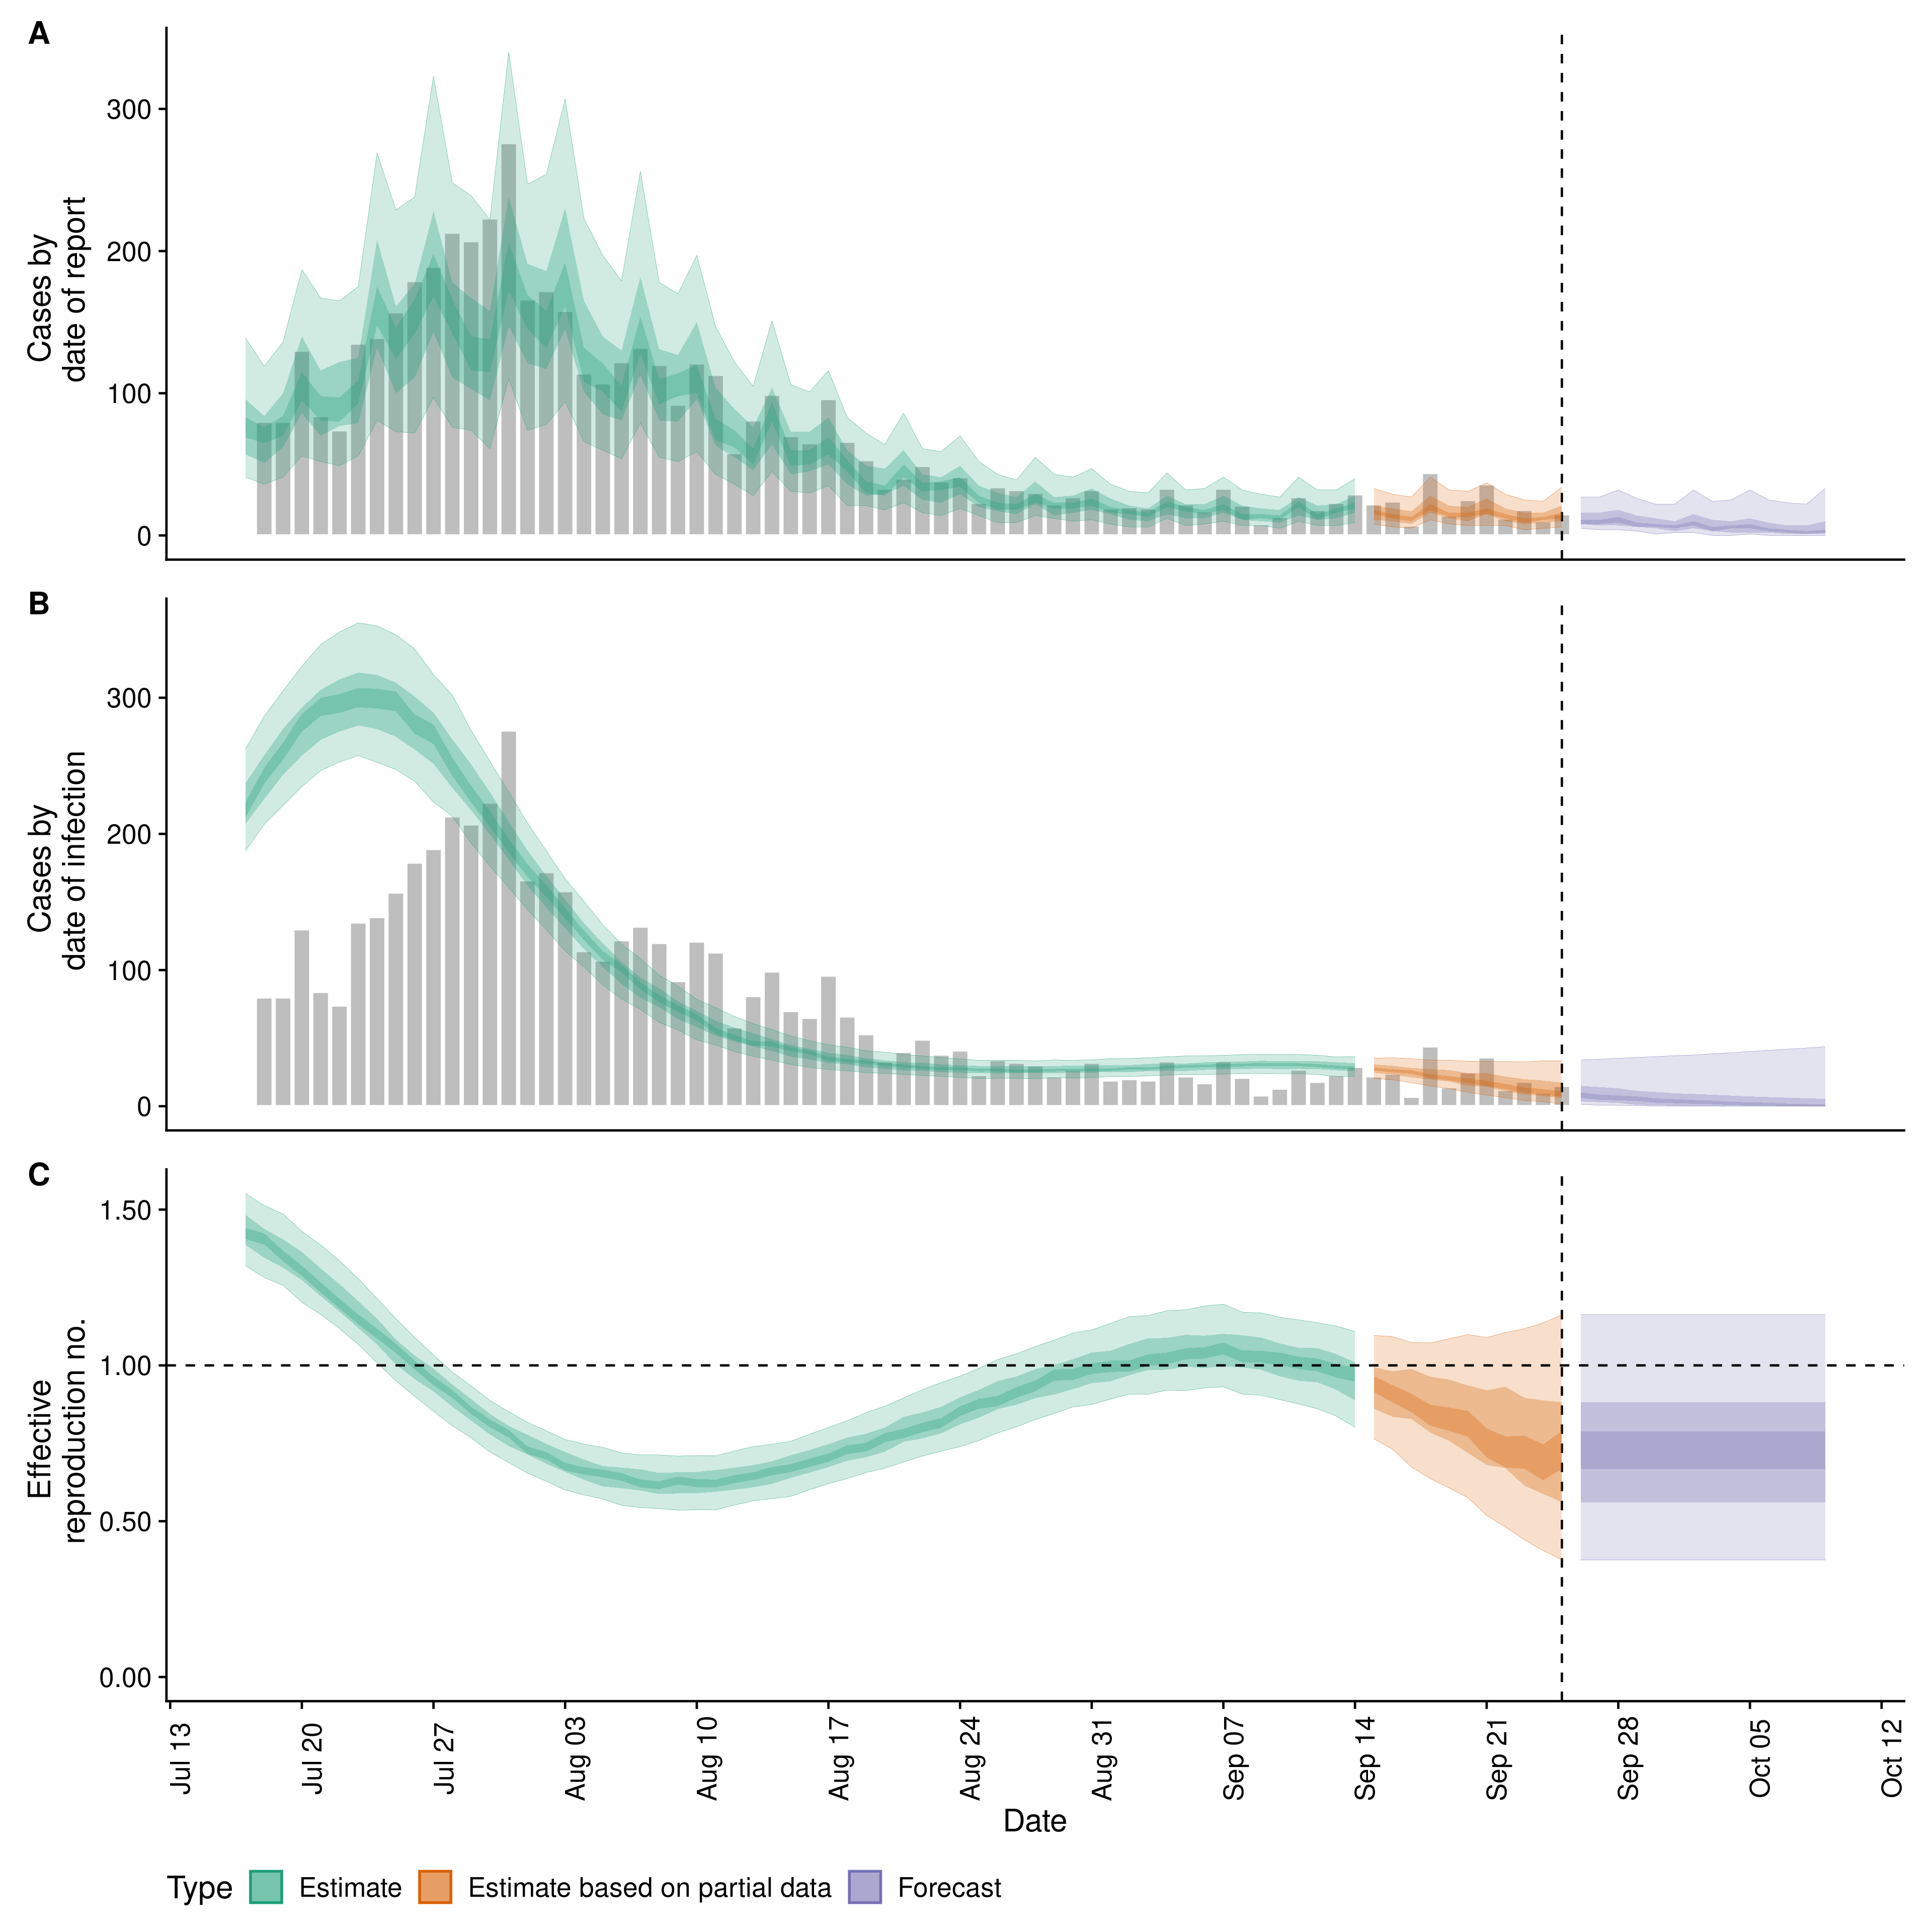 A
Cases by
date of report
300
200
100
0
B
Cases by
date of infection
300
200
100
0
C
Effective
reproduction no.
1.50
1.00
0.50
0.00
Jul 13
Jul 20
Jul 27
Aug 03
Aug 10
Aug 17
Aug 24
Aug 31
Sep 07
Sep 14
Sep 21
Sep 28
Oct 05
Oct 12
Date
Type Estimate Estimate based on partial data Forecast